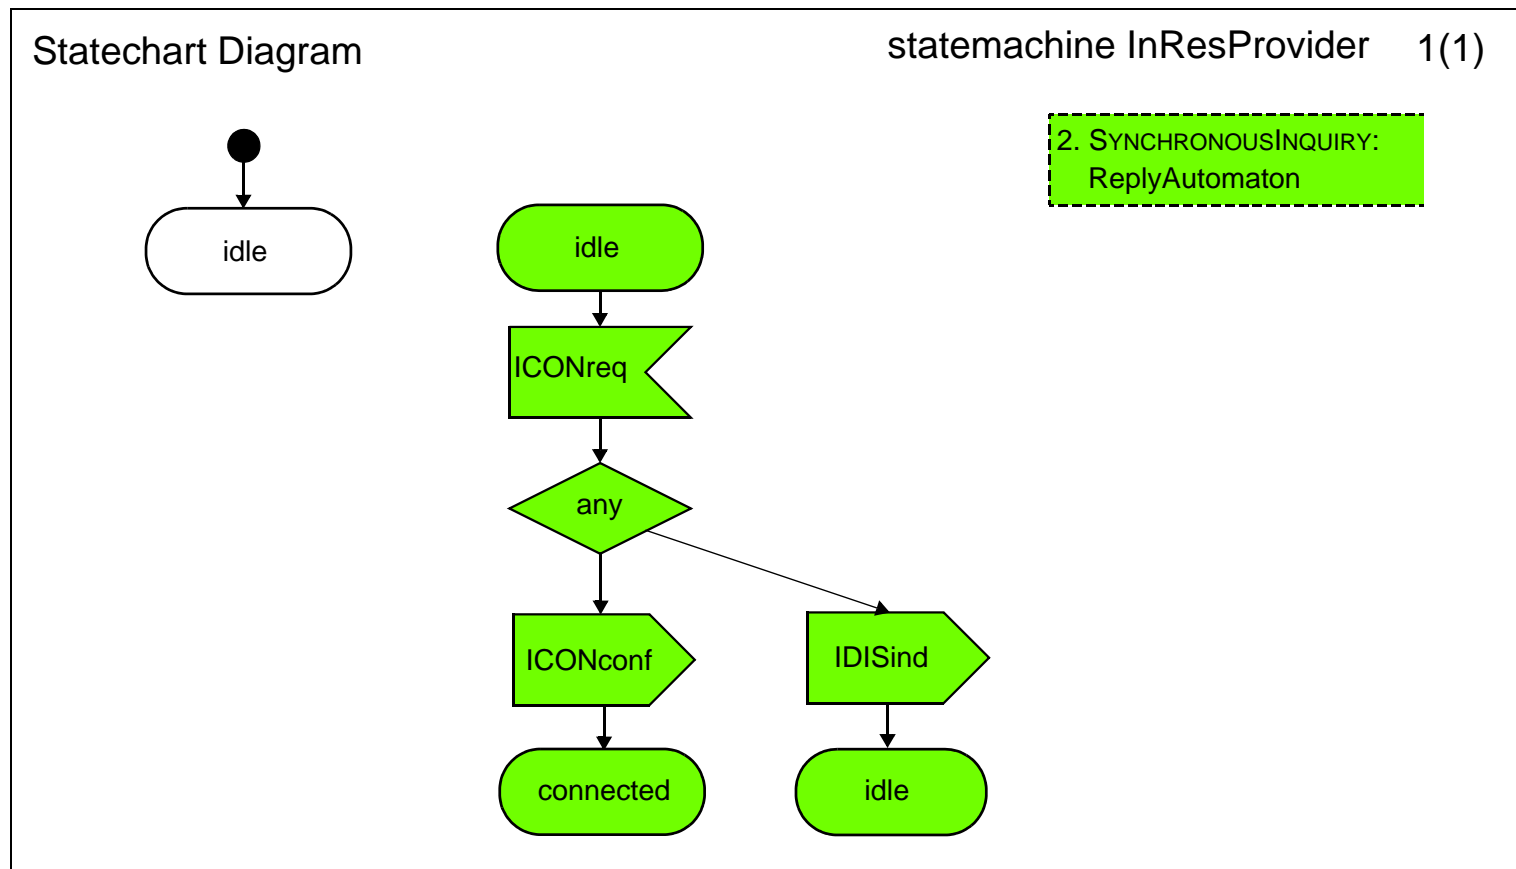 Statechart Diagram
statemachine InResProvider 1(1)
2. SYNCHRONOUSINQUIRY:
ReplyAutomaton
idle
idle
ICONreq
any
ICONconf
IDISind
connected
idle